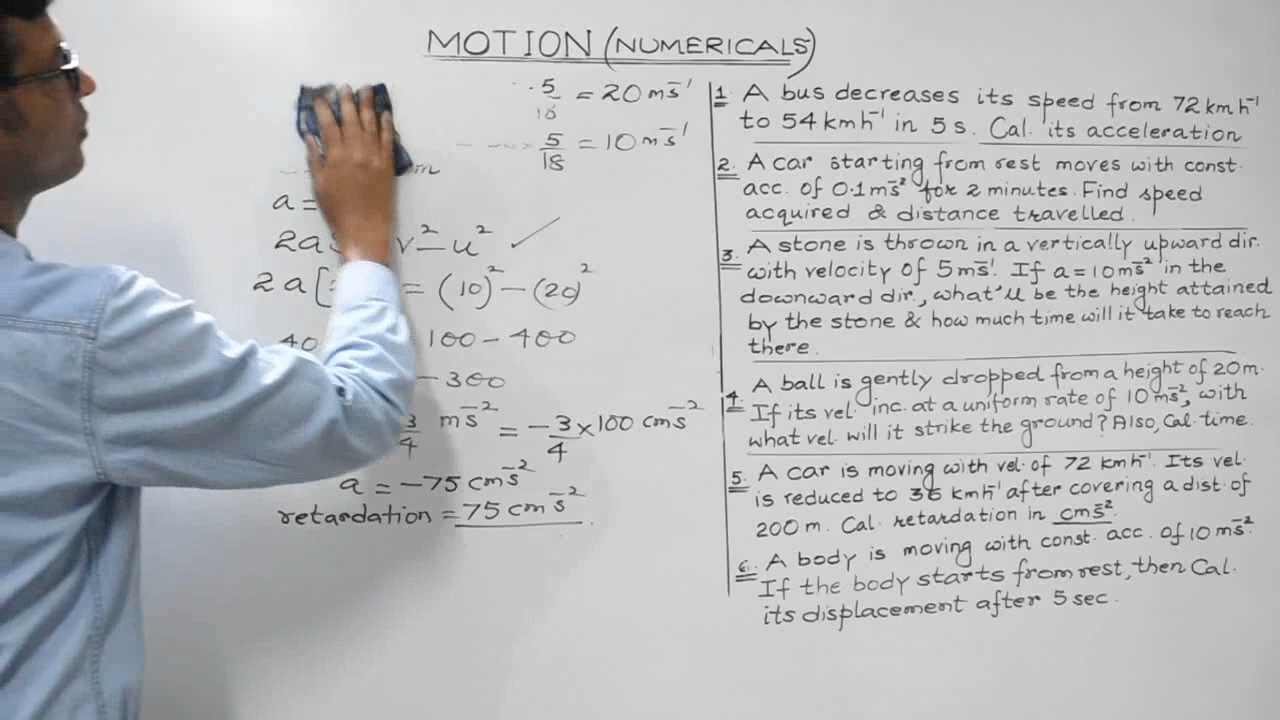 MOTION (NUMERICALS)
5/18 = 20 ms⁻¹
5/18 = 10 ms⁻¹
a =
2aS v² – u² ✓
2a [ = (10)² – (20)²
40 100 – 400
– 300
3/4 ms⁻² = –3/4 × 100 cms⁻²
a = –75 cms⁻²
retardation = 75 cms⁻².
1. A bus decreases its speed from 72 kmh⁻¹
to 54 kmh⁻¹ in 5 s. Cal. its acceleration
2. A car starting from rest moves with const.
acc. of 0.1 ms⁻² for 2 minutes. Find speed
acquired & distance travelled.
3. A stone is thrown in a vertically upward dir.
with velocity of 5 ms⁻¹. If a = 10 ms⁻² in the
downward dir., what'll be the height attained
by the stone & how much time will it take to reach
there.
4. A ball is gently dropped from a height of 20 m.
If its vel. inc. at a uniform rate of 10 ms⁻², with
what vel. will it strike the ground? Also, Cal. time.
5. A car is moving with vel. of 72 kmh⁻¹. Its vel.
is reduced to 36 kmh⁻¹ after covering a dist. of
200 m. Cal. retardation in cms⁻².
6. A body is moving with const. acc. of 10 ms⁻².
If the body starts from rest, then Cal.
its displacement after 5 sec.